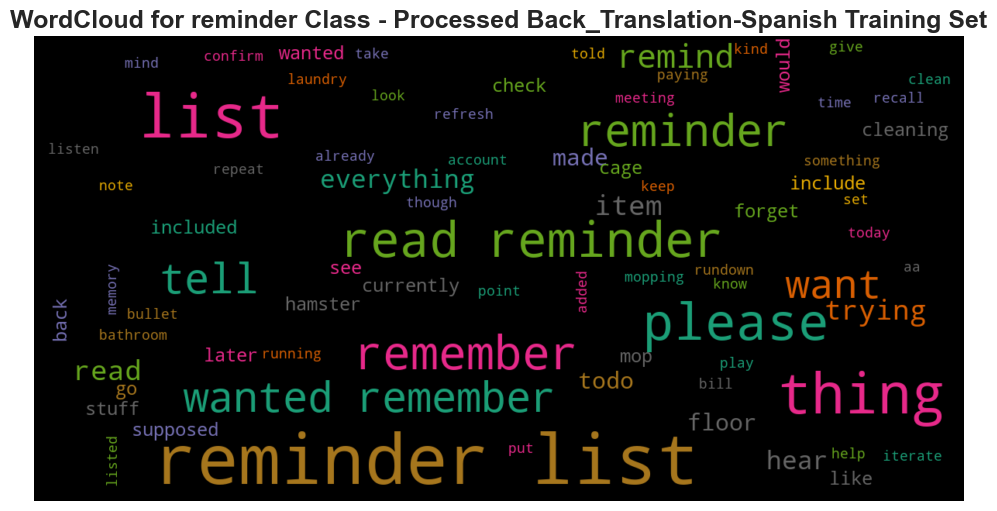 WordCloud for reminder Class - Processed Back_Translation-Spanish Training Set
mind confirm wanted take told remind kind would give
laundry look check paying clean
list refresh meeting reminder time recall cleaning
listen repeat already account made cage something
note everything though item keep include set
included forget today
read reminder
tell see currently mopping rundown know want aa
memory hamster point added trying
back bullet please
bathroom later running remember mop play
read go wanted remember todo bill thing
stuff supposed floor
listed reminder list put hear help iterate like